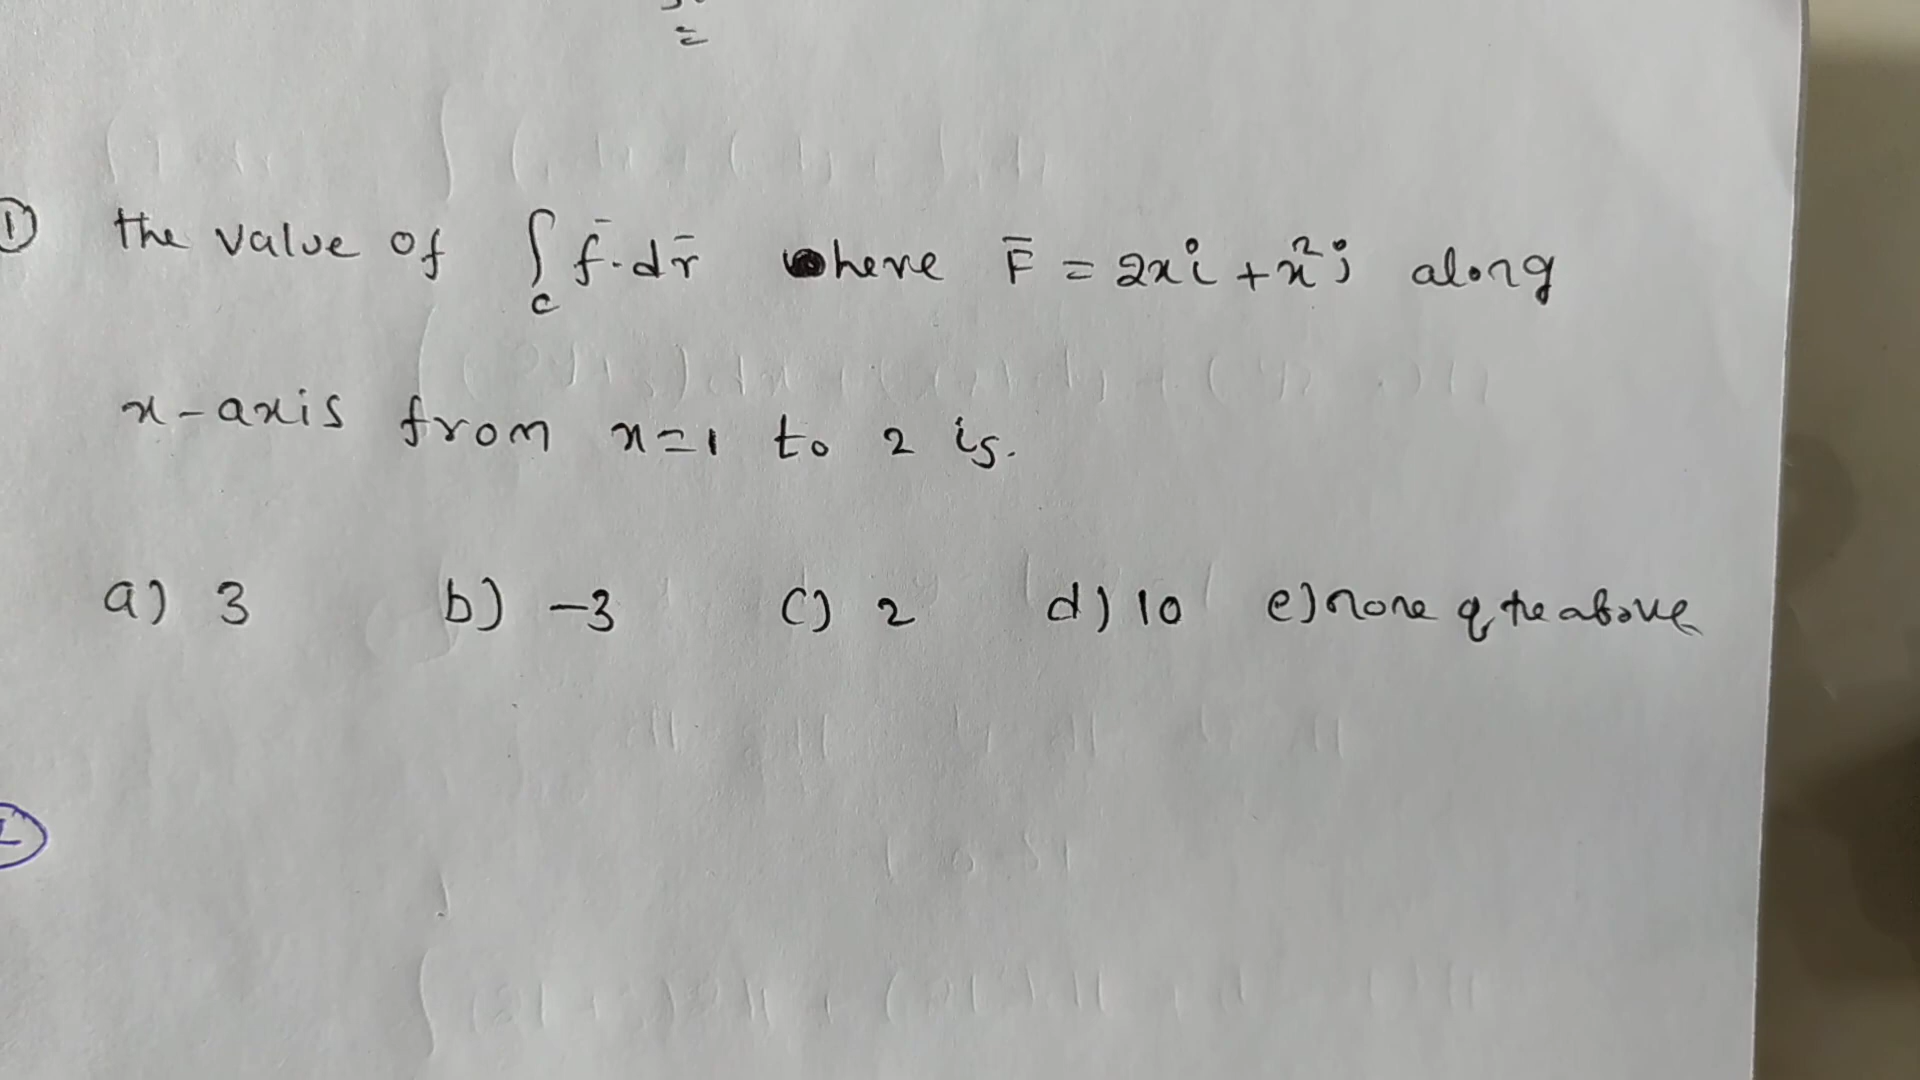 ① the value of ∫_C f̄·dr̄ where F̄ = 2xi + x²j along
x-axis from x=1 to 2 is.
a) 3 b) -3 c) 2 d) 10 e) none of the above